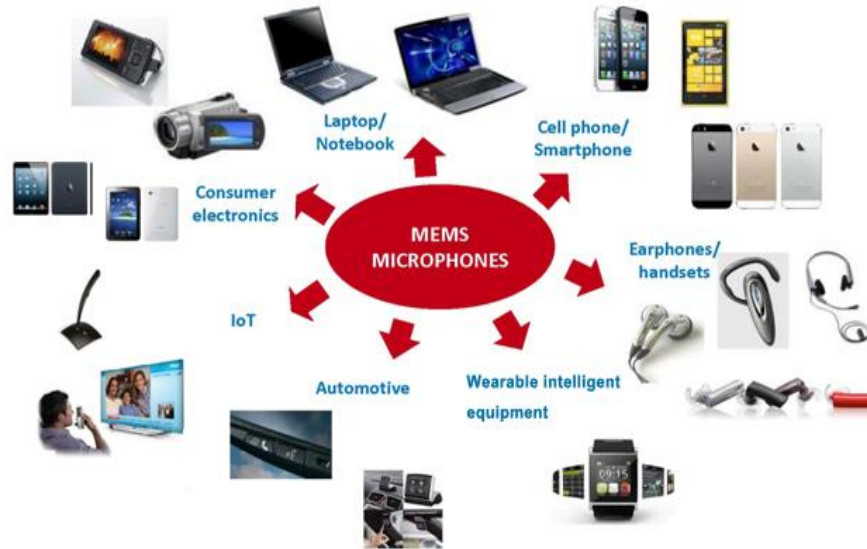 Laptop/
Notebook
Cell phone/
Smartphone
Consumer
electronics
MEMS
MICROPHONES
Earphones/
handsets
IoT
Automotive
Wearable intelligent
equipment
09:15